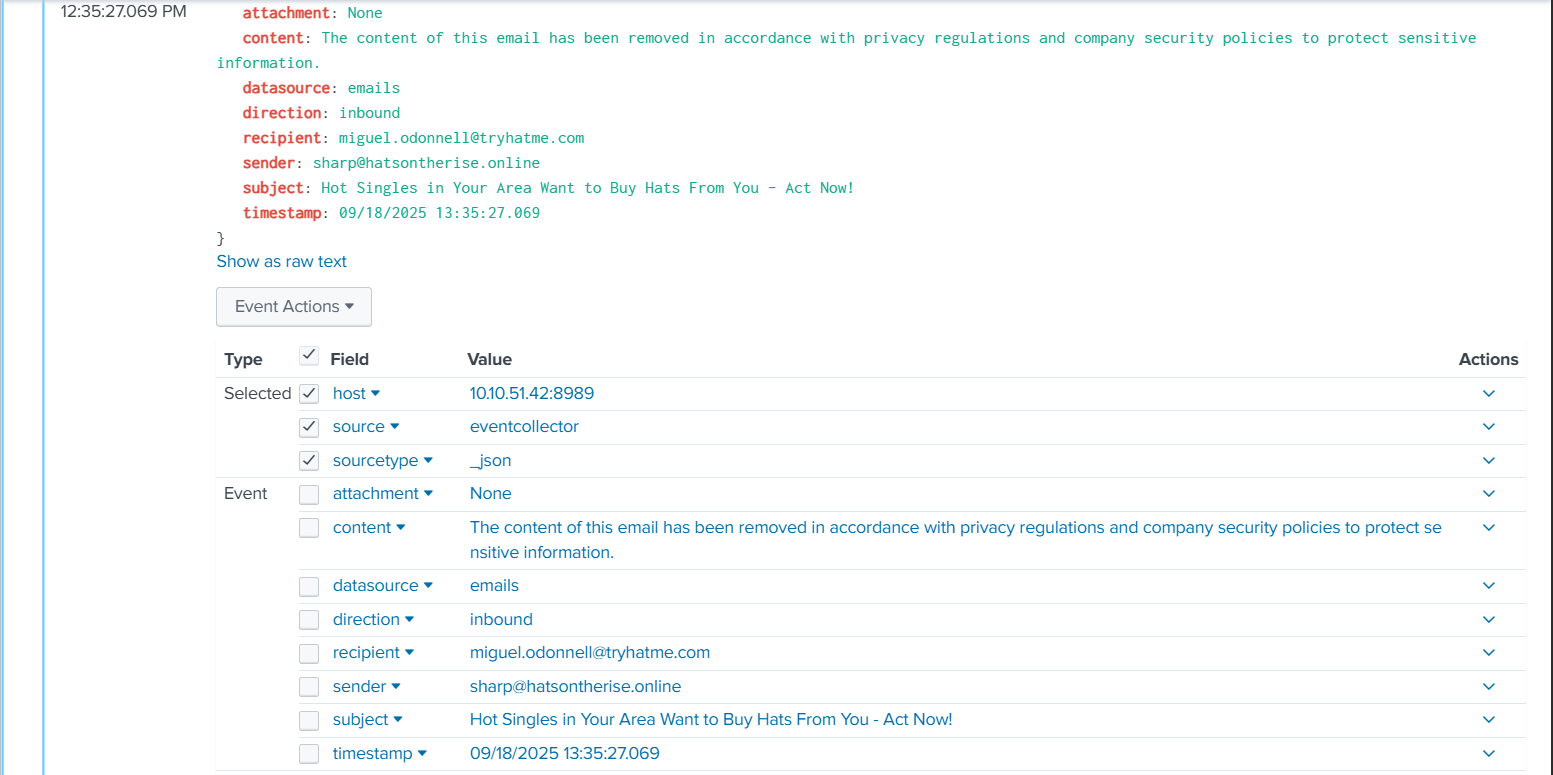 12:35:27.069 PM
attachment: None
content: The content of this email has been removed in accordance with privacy regulations and company security policies to protect sensitive
information.
datasource: emails
direction: inbound
recipient: miguel.odonnell@tryhatme.com
sender: sharp@hatsontherise.online
subject: Hot Singles in Your Area Want to Buy Hats From You - Act Now!
timestamp: 09/18/2025 13:35:27.069
}
Show as raw text
Event Actions
Type Field Value Actions
Selected host 10.10.51.42:8989
source eventcollector
sourcetype _json
Event attachment None
content The content of this email has been removed in accordance with privacy regulations and company security policies to protect se
nsitive information.
datasource emails
direction inbound
recipient miguel.odonnell@tryhatme.com
sender sharp@hatsontherise.online
subject Hot Singles in Your Area Want to Buy Hats From You - Act Now!
timestamp 09/18/2025 13:35:27.069